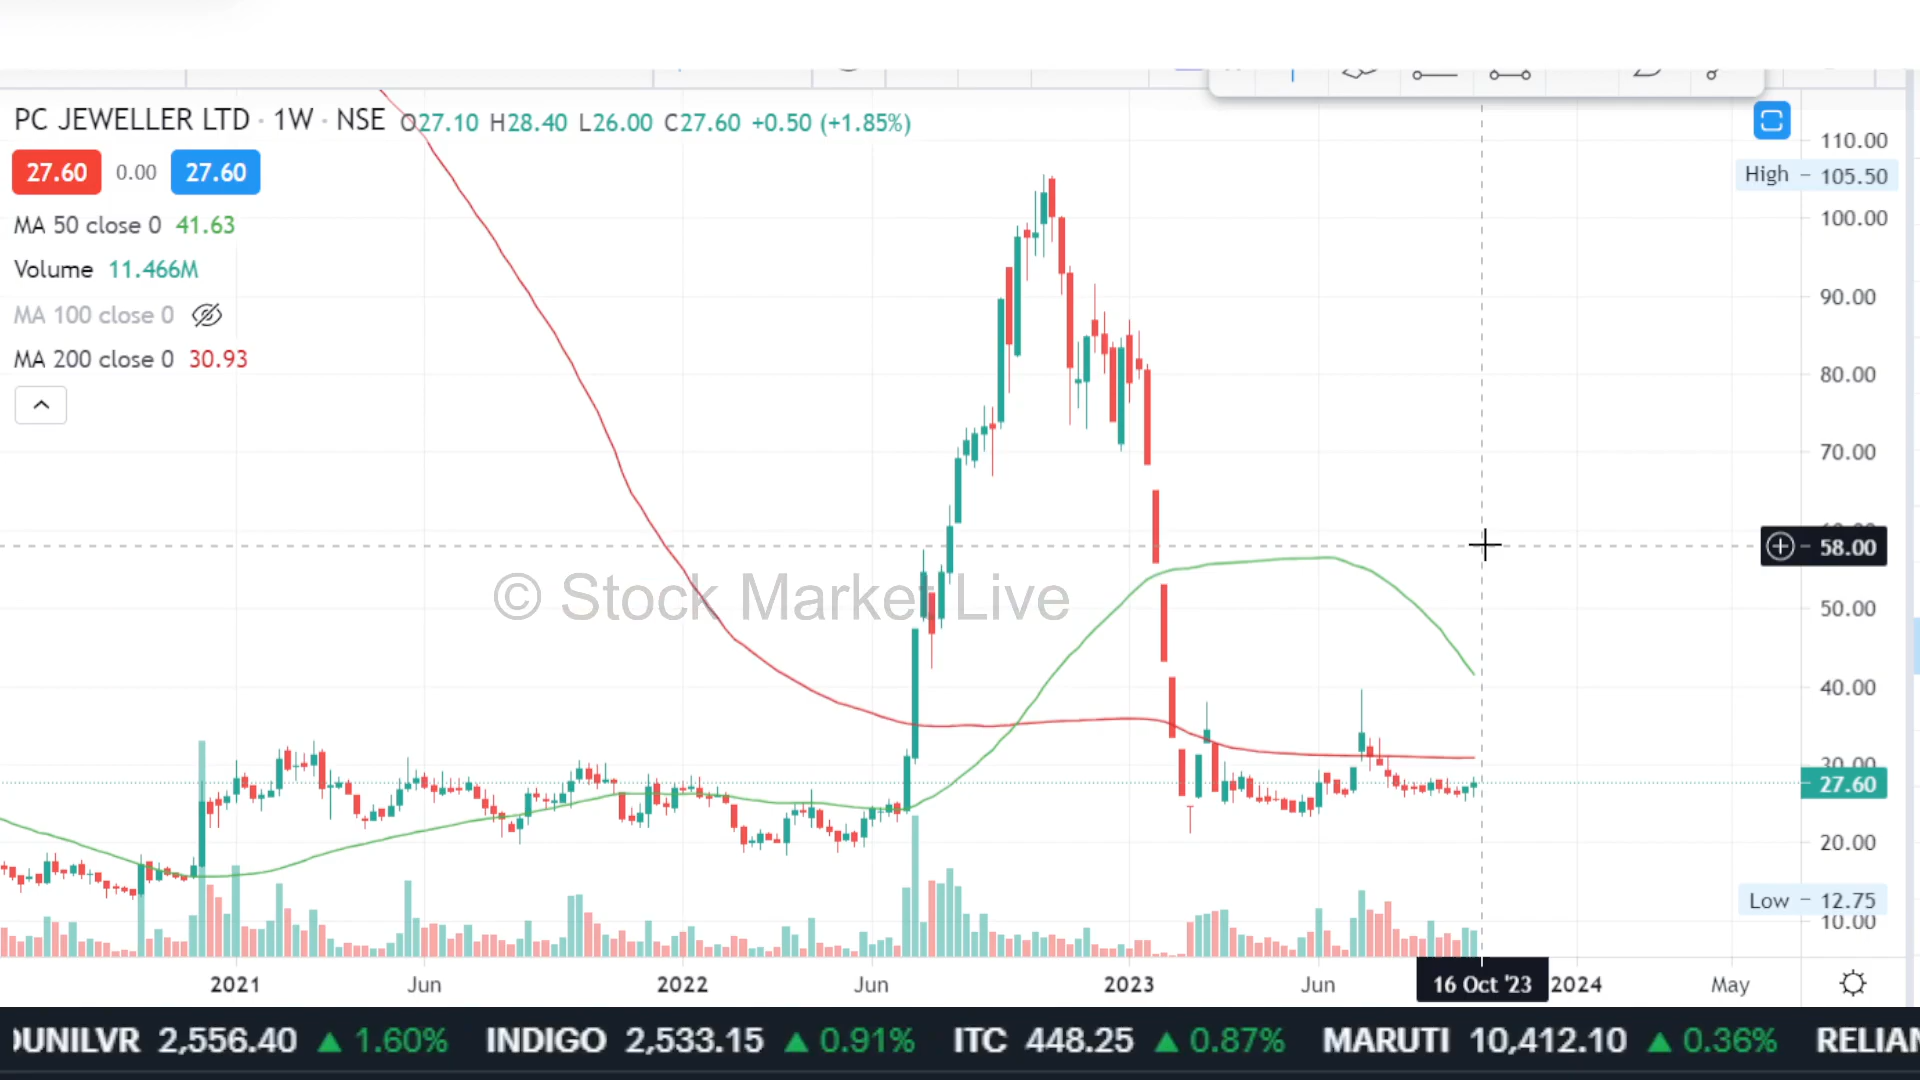 PC JEWELLER LTD · 1W · NSE O27.10 H28.40 L26.00 C27.60 +0.50 (+1.85%)
27.60 0.00 27.60
MA 50 close 0 41.63
Volume 11.466M
MA 100 close 0
MA 200 close 0 30.93
110.00
High 105.50
100.00
90.00
80.00
70.00
58.00
50.00
40.00
30.00
27.60
20.00
Low 12.75
10.00
© Stock Market Live
2021 Jun 2022 Jun 2023 Jun 16 Oct '23 2024 May
DUNILVR 2,556.40 ▲ 1.60% INDIGO 2,533.15 ▲ 0.91% ITC 448.25 ▲ 0.87% MARUTI 10,412.10 ▲ 0.36% RELIAN